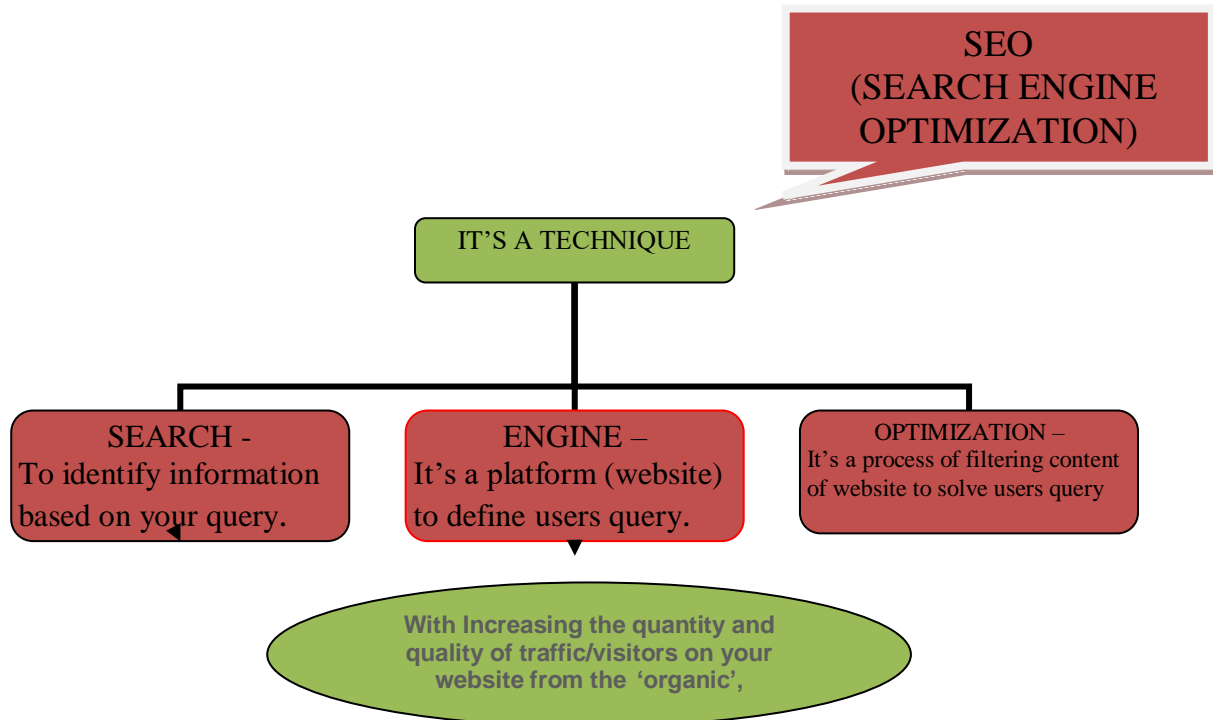 SEO
(SEARCH ENGINE
OPTIMIZATION)
IT’S A TECHNIQUE
SEARCH -
To identify information
based on your query.
ENGINE –
It’s a platform (website)
to define users query.
OPTIMIZATION –
It’s a process of filtering content
of website to solve users query
With Increasing the quantity and
quality of traffic/visitors on your
website from the ‘organic’,